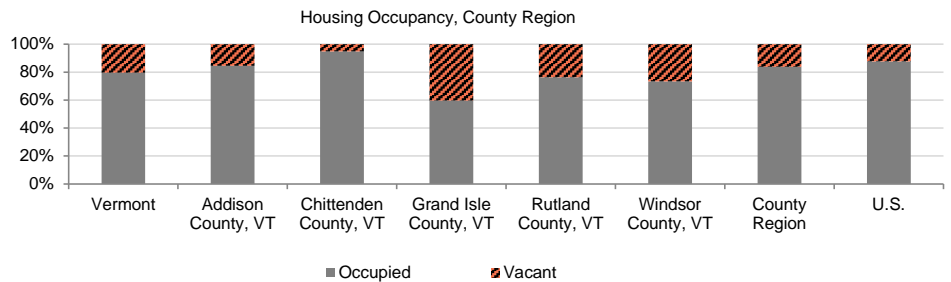 Housing Occupancy, County Region
100%
80%
60%
40%
20%
0%
Vermont
Addison
County, VT
Chittenden
County, VT
Grand Isle
County, VT
Rutland
County, VT
Windsor
County, VT
County
Region
U.S.
Occupied
Vacant